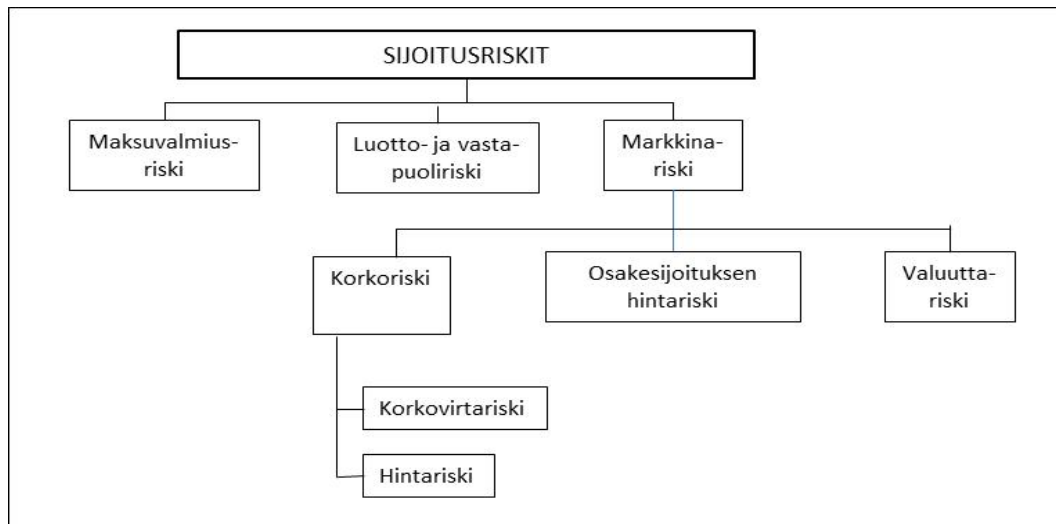 SIJOITUSRISKIT
Maksuvalmius-
riski
Luotto- ja vasta-
puoliriski
Markkina-
riski
Korkoriski
Osakesijoituksen
hintariski
Valuutta-
riski
Korkovirtariski
Hintariski